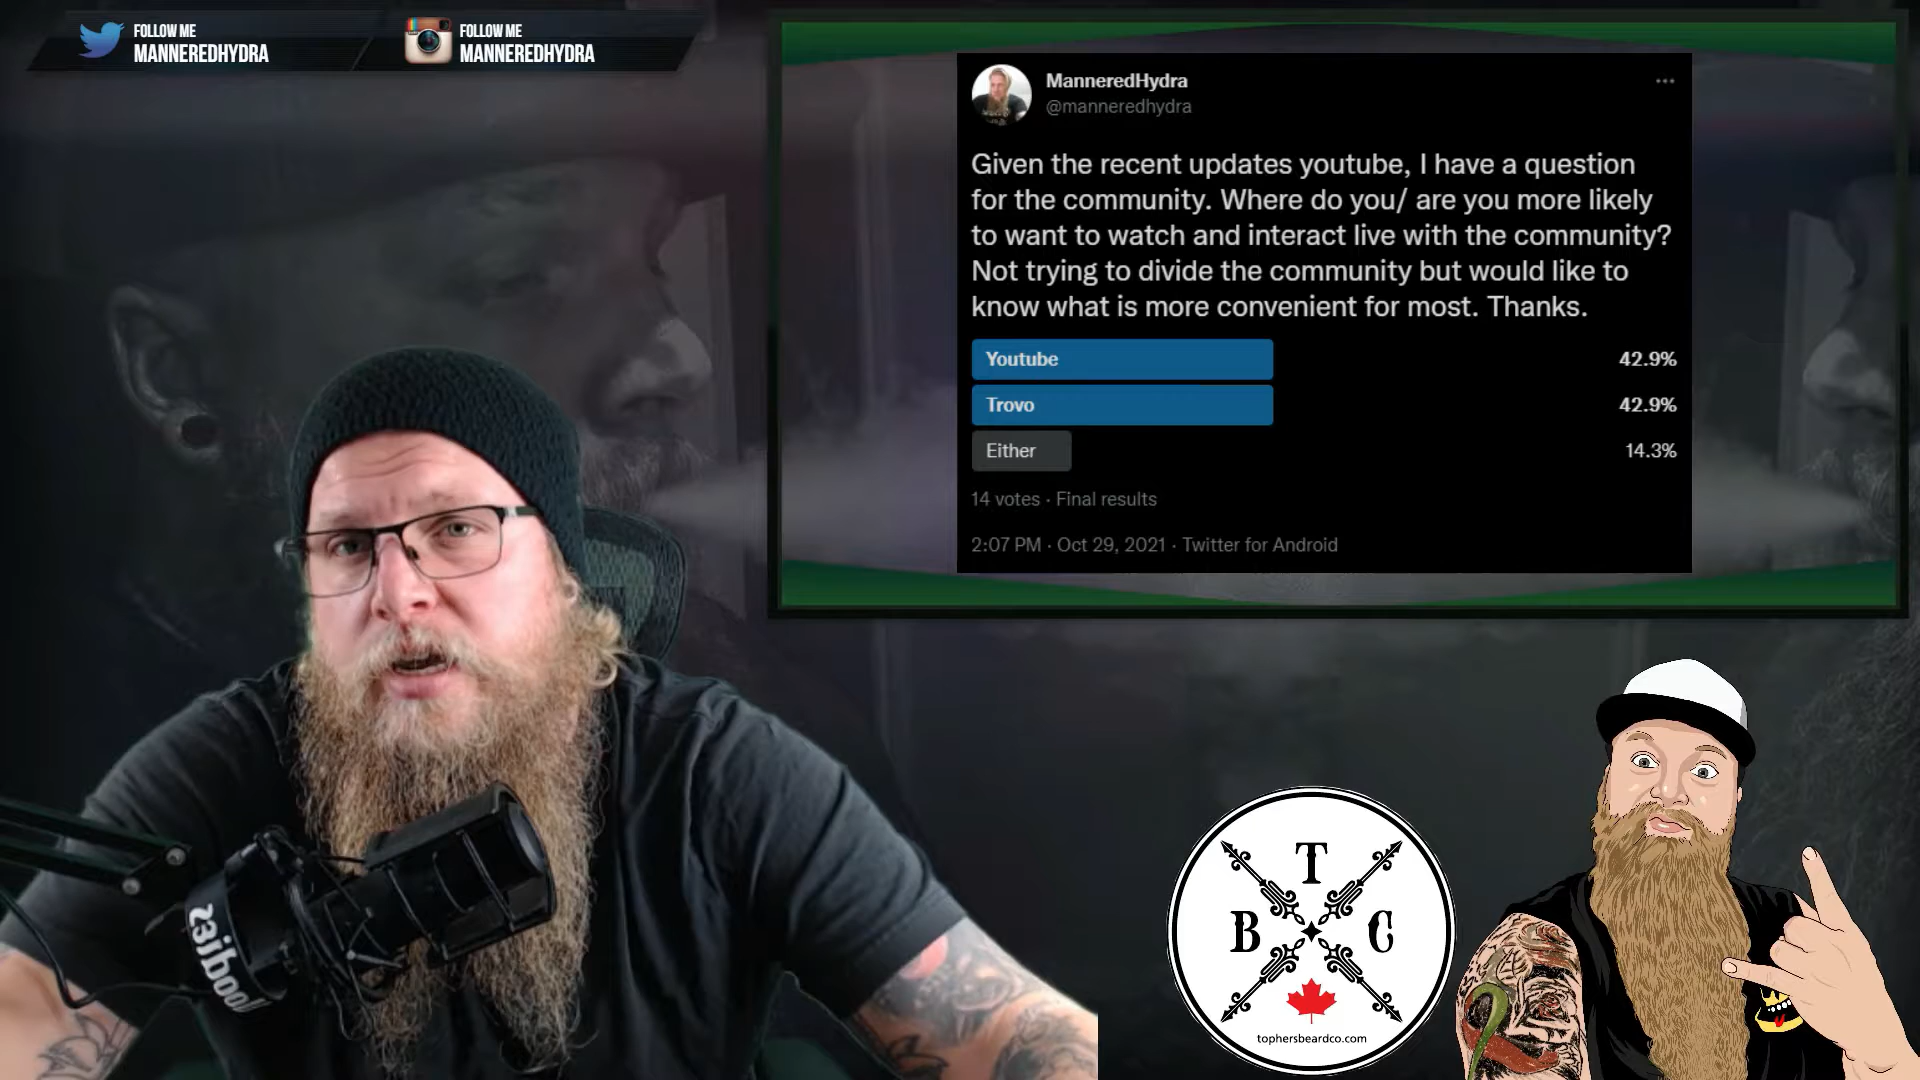 FOLLOW ME
MANNEREDHYDRA
FOLLOW ME
MANNEREDHYDRA
MANNEREDHydra
@manneredhydra
Given the recent updates youtube, I have a question
for the community. Where do you/ are you more likely
to want to watch and interact live with the community?
Not trying to divide the community but would like to
know what is more convenient for most. Thanks.
Youtube 42.9%
Trovo 42.9%
Either 14.3%
14 votes · Final results
2:07 PM · Oct 29, 2021 · Twitter for Android
T
B C
tophersbeardco.com